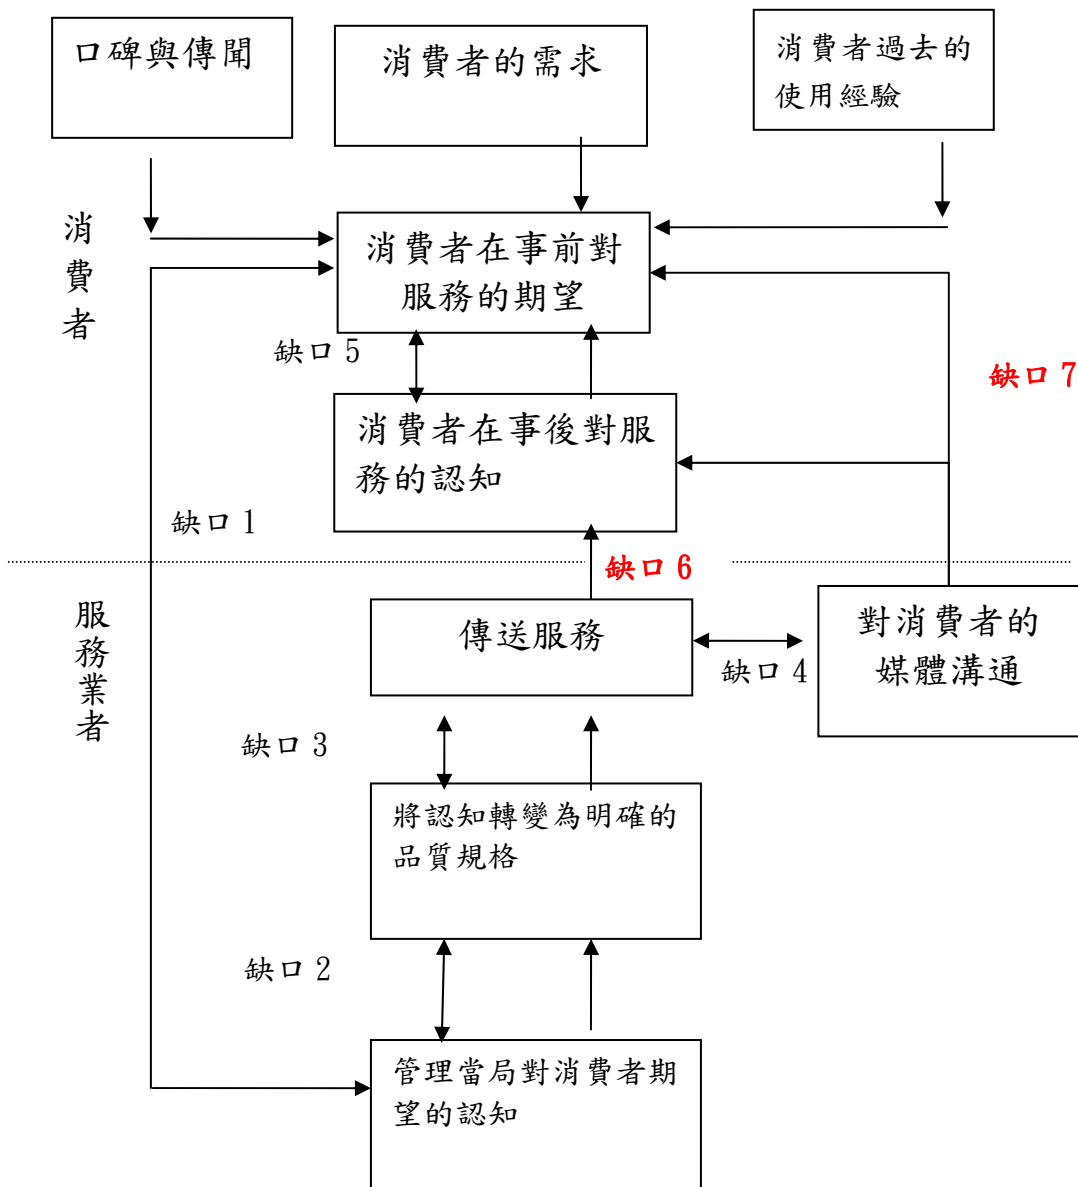 口碑與傳聞
消費者的需求
消費者過去的
使用經驗
消費者
消費者在事前對
服務的期望
缺口 5
缺口 7
消費者在事後對服
務的認知
缺口 1
缺口 6
服務業者
傳送服務
對消費者的
媒體溝通
缺口 4
缺口 3
將認知轉變為明確的
品質規格
缺口 2
管理當局對消費者期
望的認知